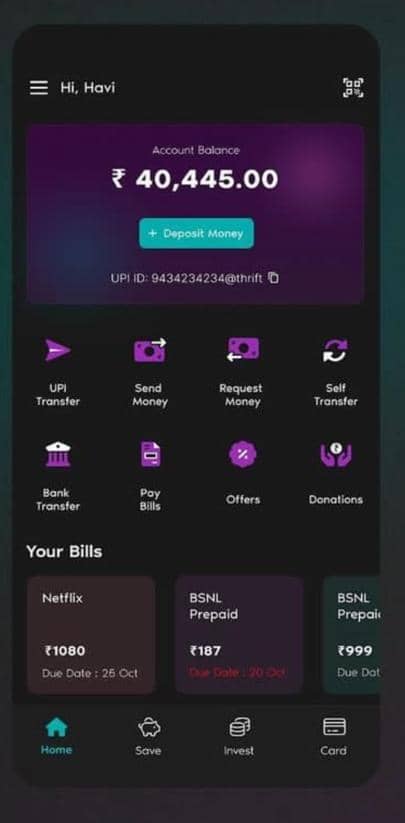 Hi, Havi
Account Balance
₹ 40,445.00
+ Deposit Money
UPI ID: 9434234234@thrift
UPI
Transfer
Send
Money
Request
Money
Self
Transfer
Bank
Transfer
Pay
Bills
Offers
Donations
Your Bills
Netflix
₹1080
Due Date : 26 Oct
BSNL
Prepaid
₹187
Due Date : 20 Oct
BSNL
Prepai
₹999
Due Dat
Home
Save
Invest
Card